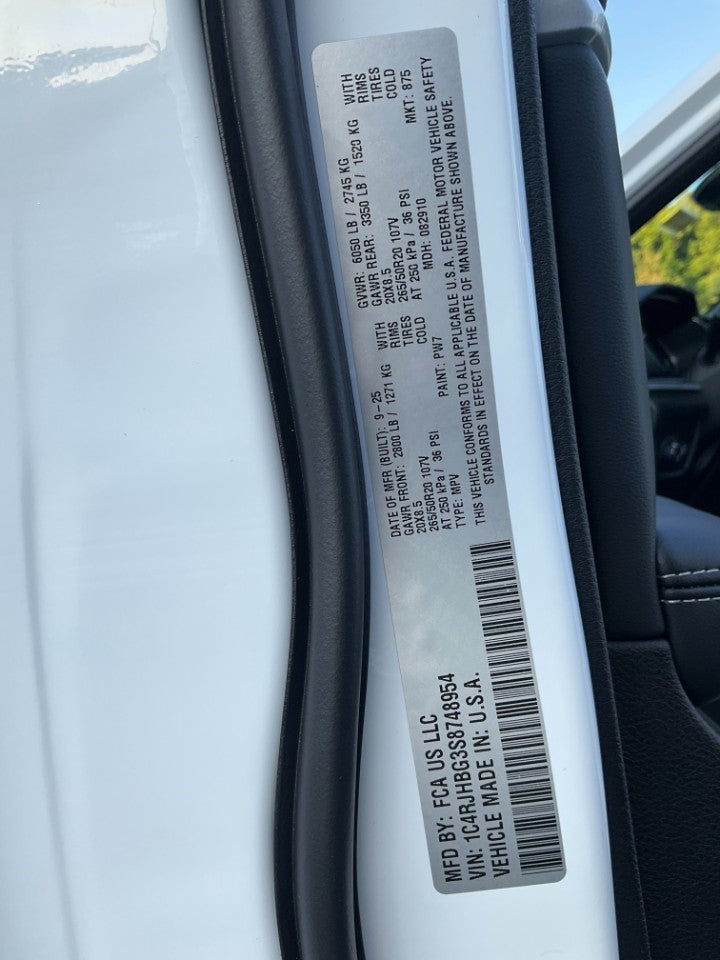 MFD BY: FCA US LLC
VIN: 1C4RJHBG3S8748954
VEHICLE MADE IN: U.S.A.
DATE OF MFR (BUILT): 9-25
GAWR FRONT: 2800 LB / 1271 KG WITH
20X8.5 RIMS
265/50R20 107V TIRES
AT 250 kPa / 36 PSI COLD
TYPE: MPV PAINT: PW7
GVWR: 6050 LB / 2745 KG
GAWR REAR: 3350 LB / 1520 KG WITH
20X8.5 RIMS
265/50R20 107V TIRES
AT 250 kPa / 36 PSI COLD
MDH: 082910 MKT: 875
THIS VEHICLE CONFORMS TO ALL APPLICABLE U.S.A. FEDERAL MOTOR VEHICLE SAFETY
STANDARDS IN EFFECT ON THE DATE OF MANUFACTURE SHOWN ABOVE.